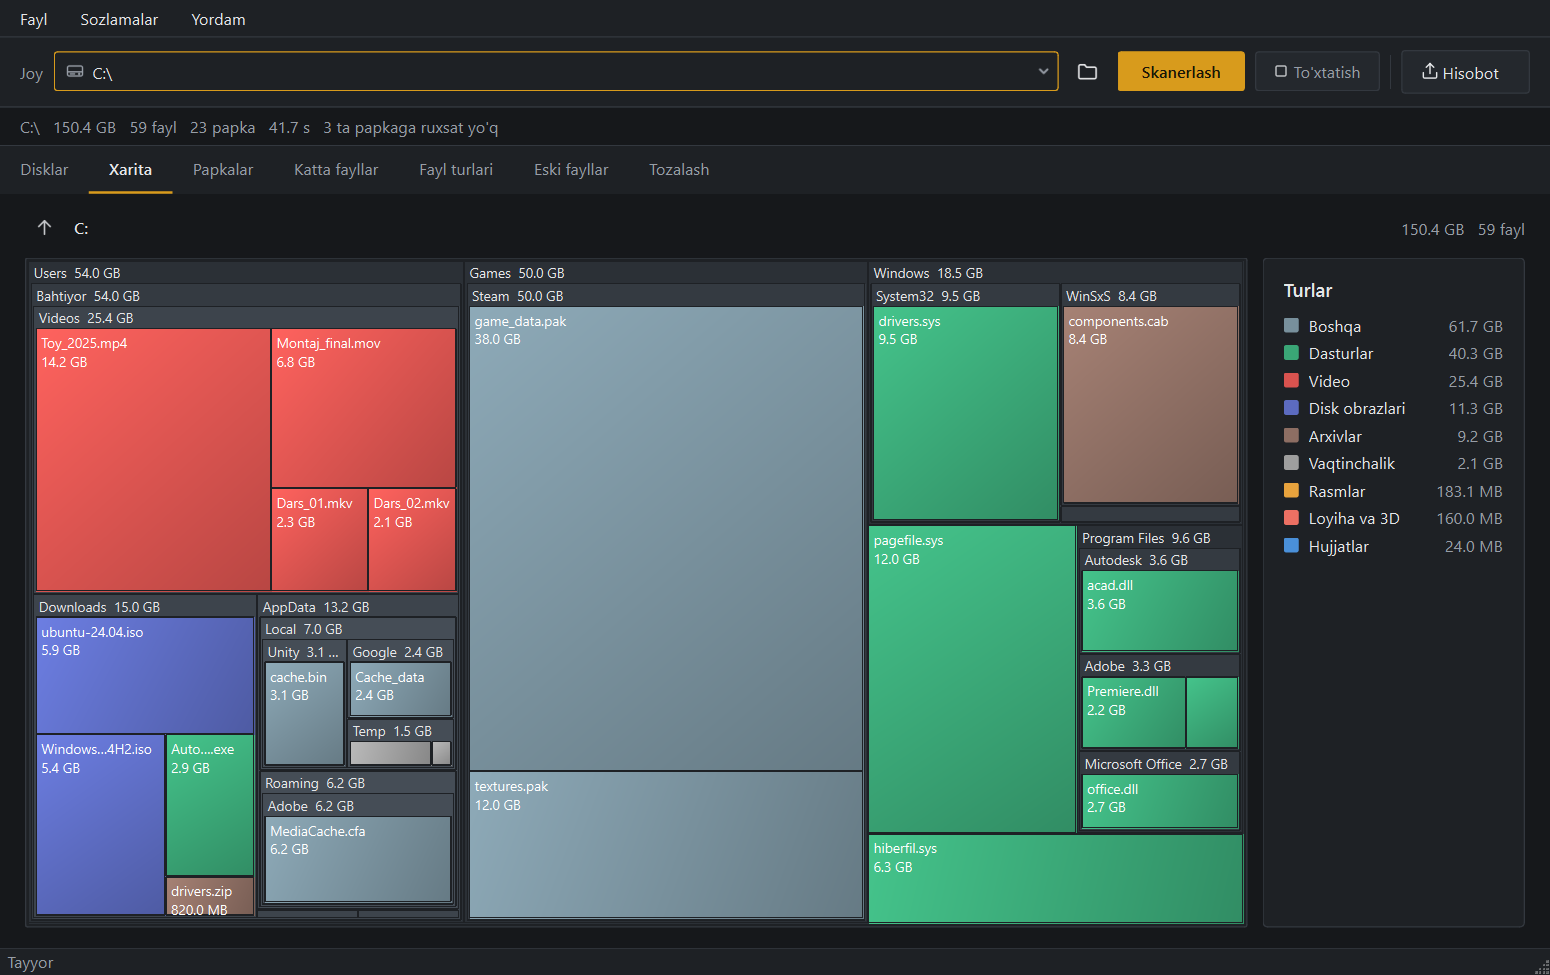 Fayl Sozlamalar Yordam
Joy C:\ Skanerlash To'xtatish Hisobot
C:\ 150.4 GB 59 fayl 23 papka 41.7 s 3 ta papkaga ruxsat yo'q
Disklar Xarita Papkalar Katta fayllar Fayl turlari Eski fayllar Tozalash
C: 150.4 GB 59 fayl
Users 54.0 GB
Bahtiyor 54.0 GB
Videos 25.4 GB
Toy_2025.mp4
14.2 GB
Montaj_final.mov
6.8 GB
Dars_01.mkv
2.3 GB
Dars_02.mkv
2.1 GB
Downloads 15.0 GB
ubuntu-24.04.iso
5.9 GB
Windows...4H2.iso
5.4 GB
Auto....exe
2.9 GB
drivers.zip
820.0 MB
AppData 13.2 GB
Local 7.0 GB
Unity 3.1 ...
cache.bin
3.1 GB
Google 2.4 GB
Cache_data
2.4 GB
Temp 1.5 GB
Roaming 6.2 GB
Adobe 6.2 GB
MediaCache.cfa
6.2 GB
Games 50.0 GB
Steam 50.0 GB
game_data.pak
38.0 GB
textures.pak
12.0 GB
Windows 18.5 GB
System32 9.5 GB
drivers.sys
9.5 GB
WinSxS 8.4 GB
components.cab
8.4 GB
pagefile.sys
12.0 GB
Program Files 9.6 GB
Autodesk 3.6 GB
acad.dll
3.6 GB
Adobe 3.3 GB
Premiere.dll
2.2 GB
Microsoft Office 2.7 GB
office.dll
2.7 GB
hiberfil.sys
6.3 GB
Turlar
Boshqa 61.7 GB
Dasturlar 40.3 GB
Video 25.4 GB
Disk obrazlari 11.3 GB
Arxivlar 9.2 GB
Vaqtinchalik 2.1 GB
Rasmlar 183.1 MB
Loyiha va 3D 160.0 MB
Hujjatlar 24.0 MB
Tayyor